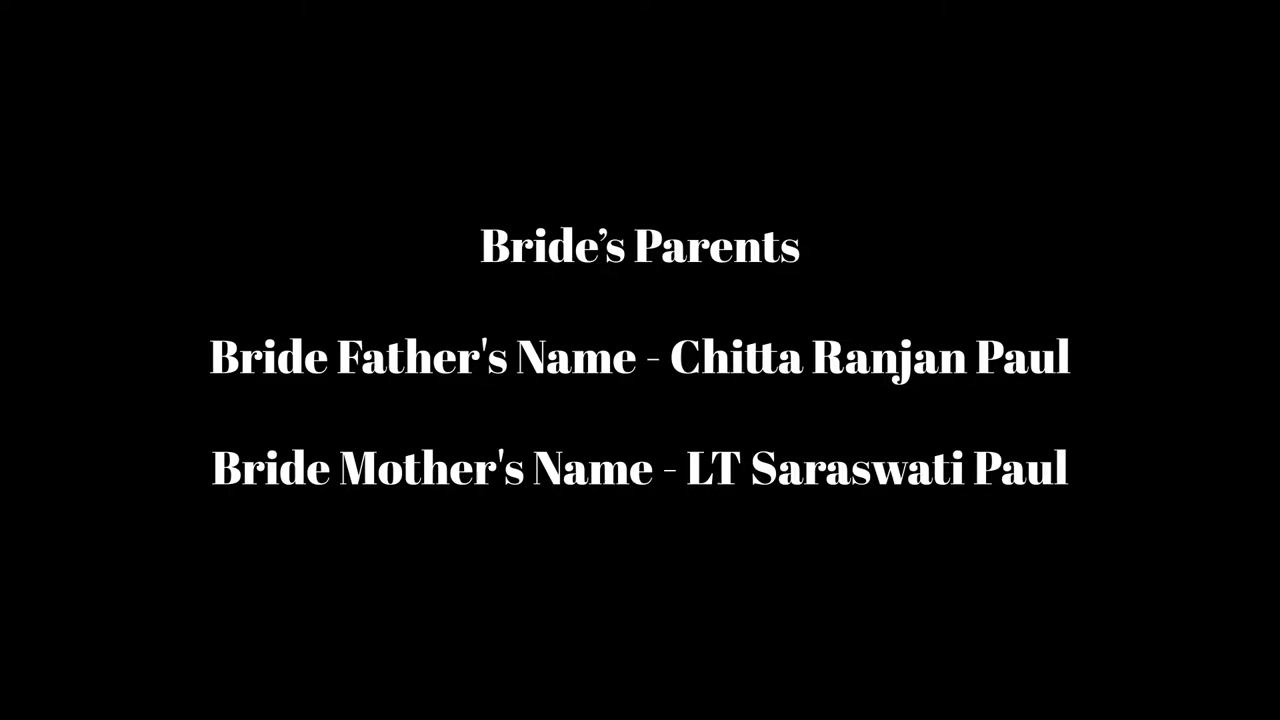 Bride’s Parents
Bride Father's Name - Chitta Ranjan Paul
Bride Mother's Name - LT Saraswati Paul